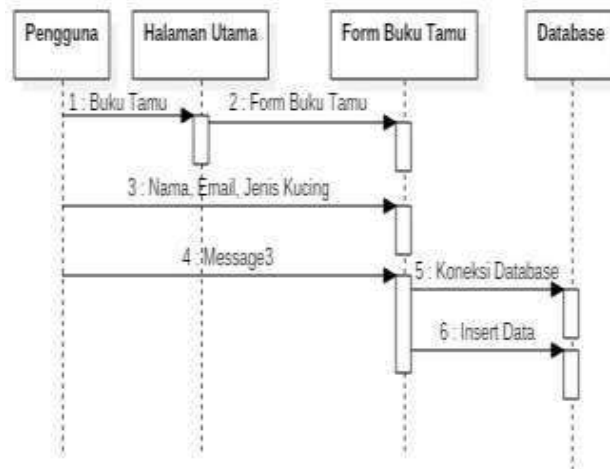 Pengguna
Halaman Utama
Form Buku Tamu
Database
1 : Buku Tamu
2 : Form Buku Tamu
3 : Nama, Email, Jenis Kucing
4 : Message3
5 : Koneksi Database
6 : Insert Data